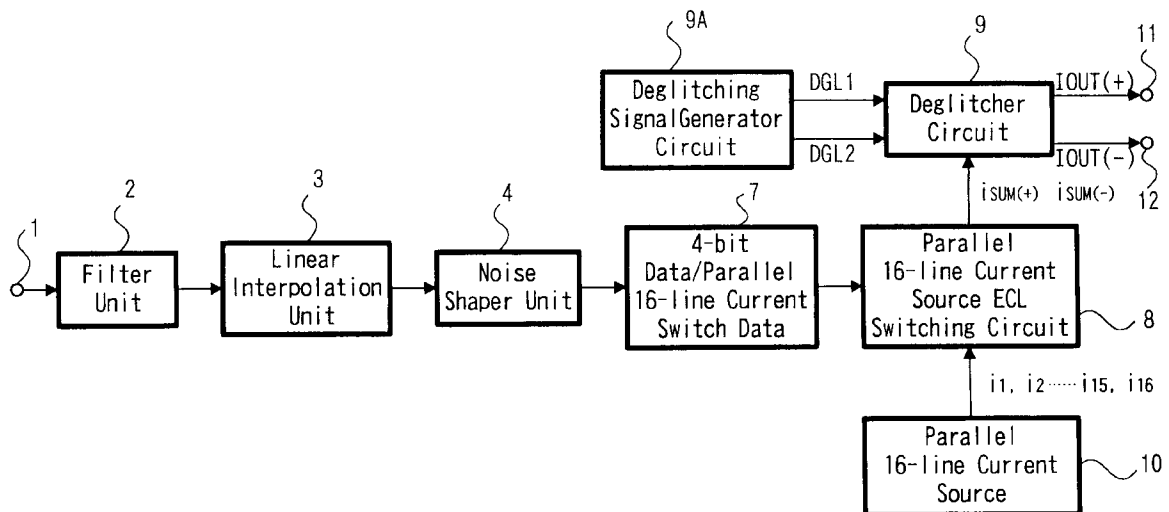 9A
9
11
Deglitching
SignalGenerator
Circuit
DGL1
DGL2
Deglitcher
Circuit
IOUT(+)
IOUT(-)
12
iSUM(+) iSUM(-)
1
2
Filter
Unit
3
Linear
Interpolation
Unit
4
Noise
Shaper Unit
7
4-bit
Data/Parallel
16-line Current
Switch Data
Parallel
16-line Current
Source ECL
Switching Circuit
8
i1, i2······i15, i16
Parallel
16-line Current
Source
10